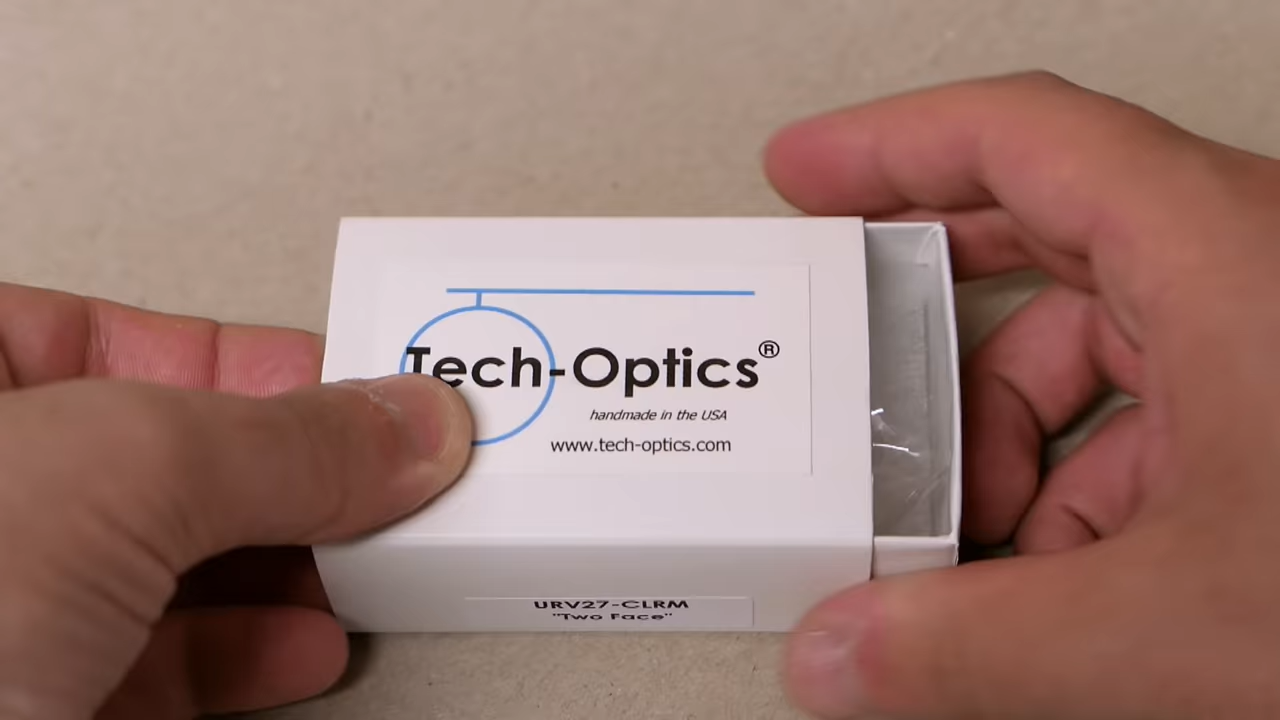 Tech-Optics®
handmade in the USA
www.tech-optics.com
URV27-CLRM
"Two Face"